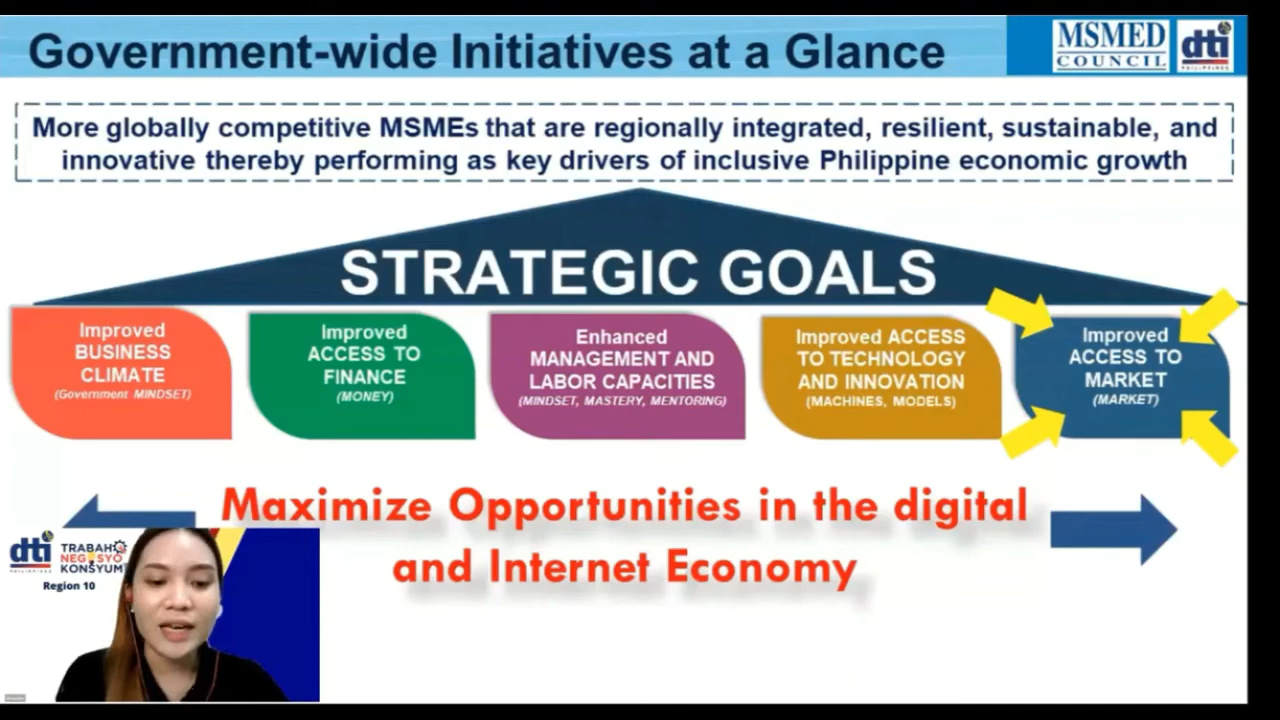 Government-wide Initiatives at a Glance
MSMED
COUNCIL
dti
PHILIPPINES
More globally competitive MSMEs that are regionally integrated, resilient, sustainable, and
innovative thereby performing as key drivers of inclusive Philippine economic growth
STRATEGIC GOALS
Improved
BUSINESS
CLIMATE
(Government MINDSET)
Improved
ACCESS TO
FINANCE
(MONEY)
Enhanced
MANAGEMENT AND
LABOR CAPACITIES
(MINDSET, MASTERY, MENTORING)
Improved ACCESS
TO TECHNOLOGY
AND INNOVATION
(MACHINES, MODELS)
Improved
ACCESS TO
MARKET
(MARKET)
Maximize Opportunities in the digital
and Internet Economy
dti
PHILIPPINES
TRABAHO
NEGOSYO
KONSYUM
Region 10